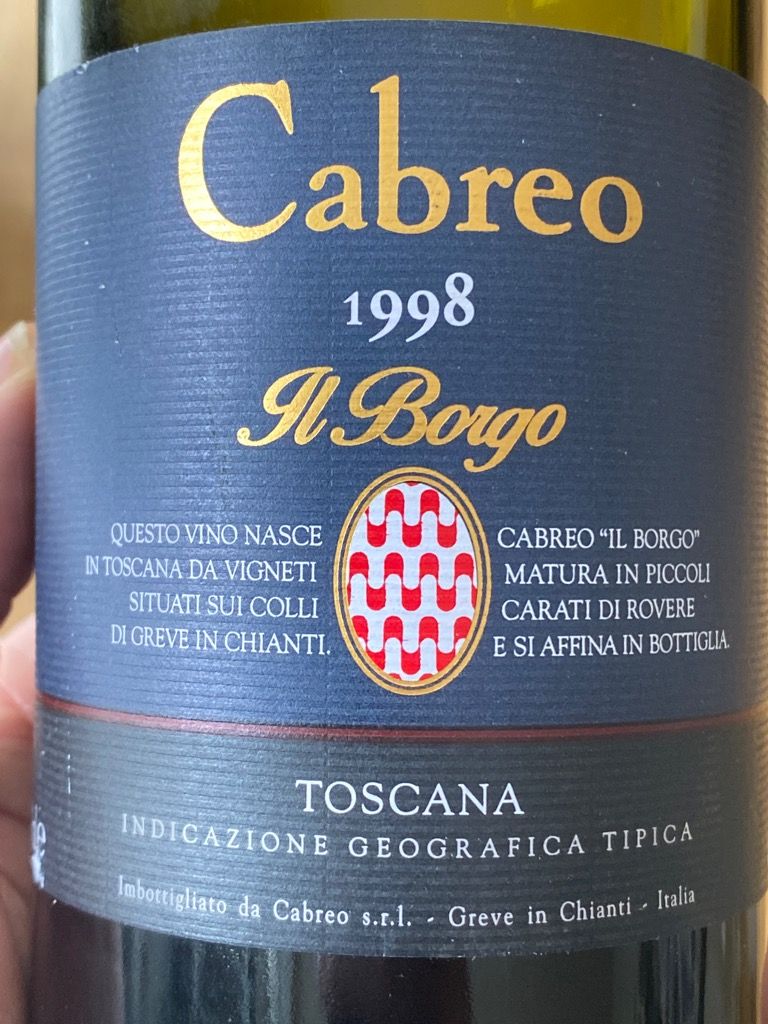 Cabreo
1998
Il Borgo
QUESTO VINO NASCE
IN TOSCANA DA VIGNETI
SITUATI SUI COLLI
DI GREVE IN CHIANTI.
CABREO “IL BORGO”
MATURA IN PICCOLI
CARATI DI ROVERE
E SI AFFINA IN BOTTIGLIA.
TOSCANA
INDICAZIONE GEOGRAFICA TIPICA
Imbottigliato da Cabreo s.r.l. - Greve in Chianti - Italia